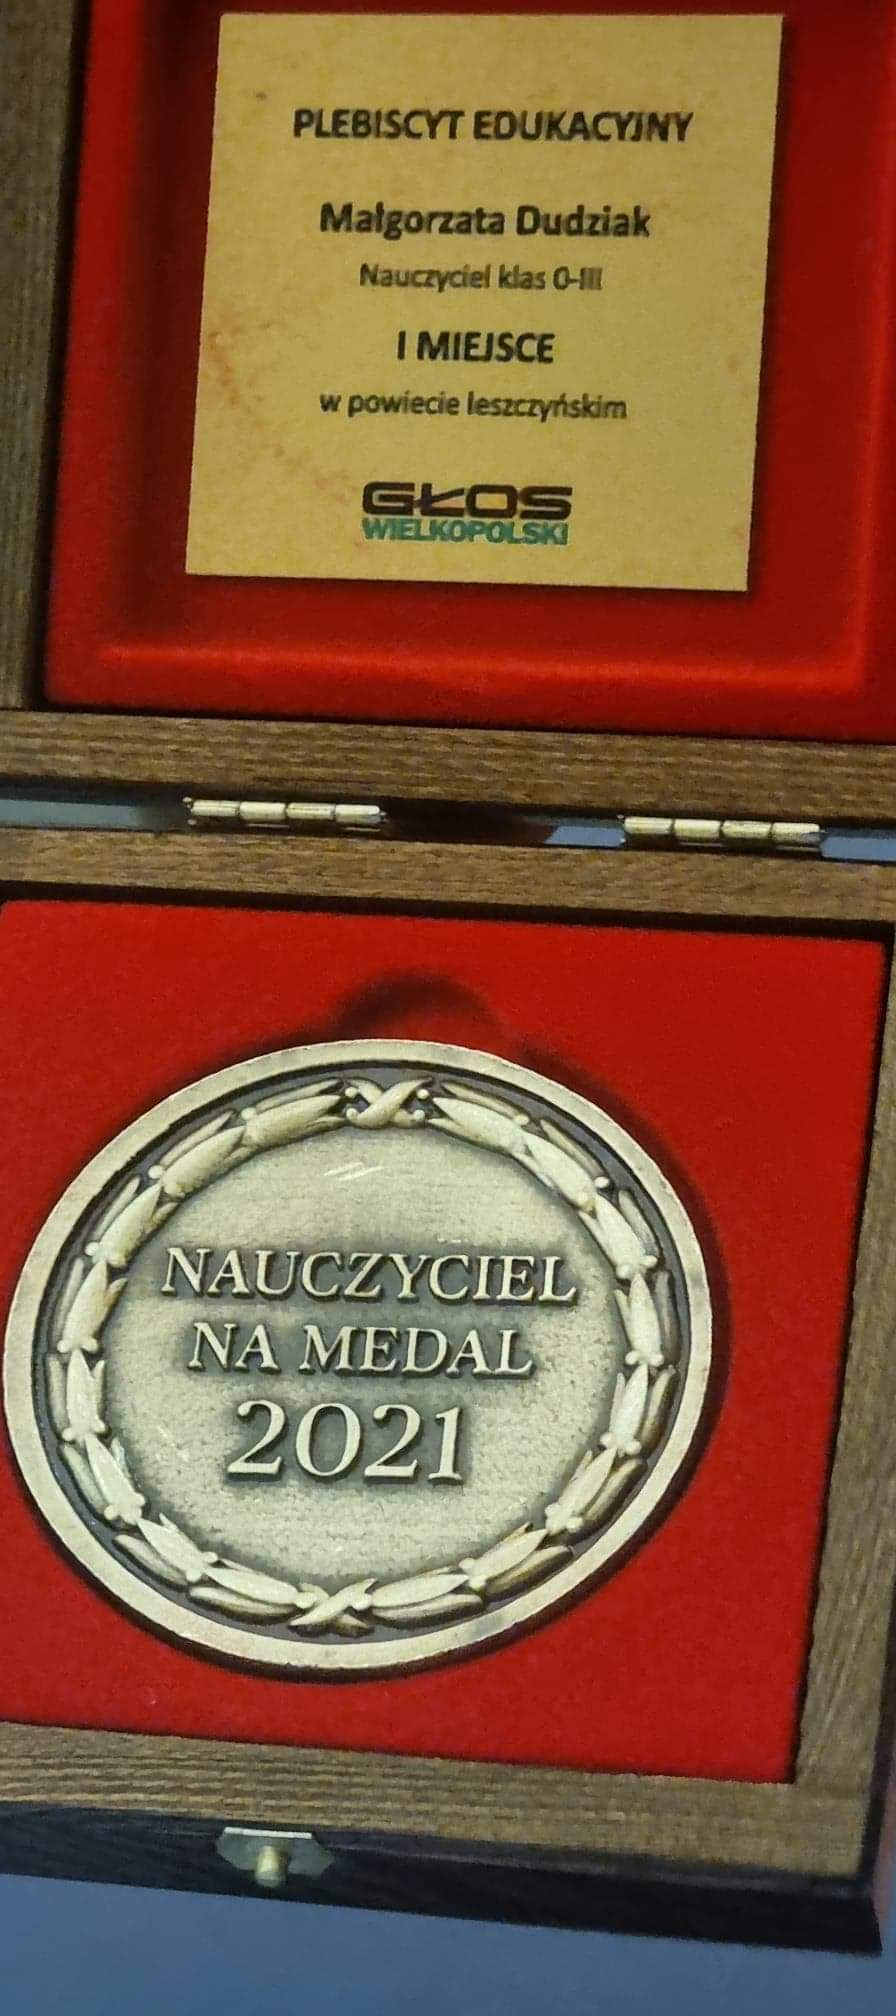 PLEBISCYT EDUKACYJNY
Małgorzata Dudziak
Nauczyciel klas 0-III
I MIEJSCE
w powiecie leszczyńskim
GŁOS
WIELKOPOLSKI
NAUCZYCIEL
NA MEDAL
2021